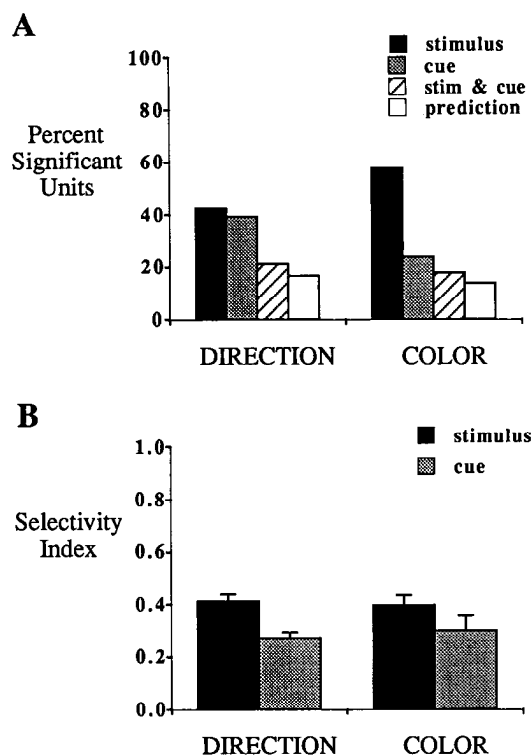 A
stimulus
cue
stim & cue
prediction
Percent
Significant
Units
100
80
60
40
20
0
DIRECTION
COLOR
B
stimulus
cue
Selectivity
Index
1.0
0.8
0.6
0.4
0.2
0.0
DIRECTION
COLOR